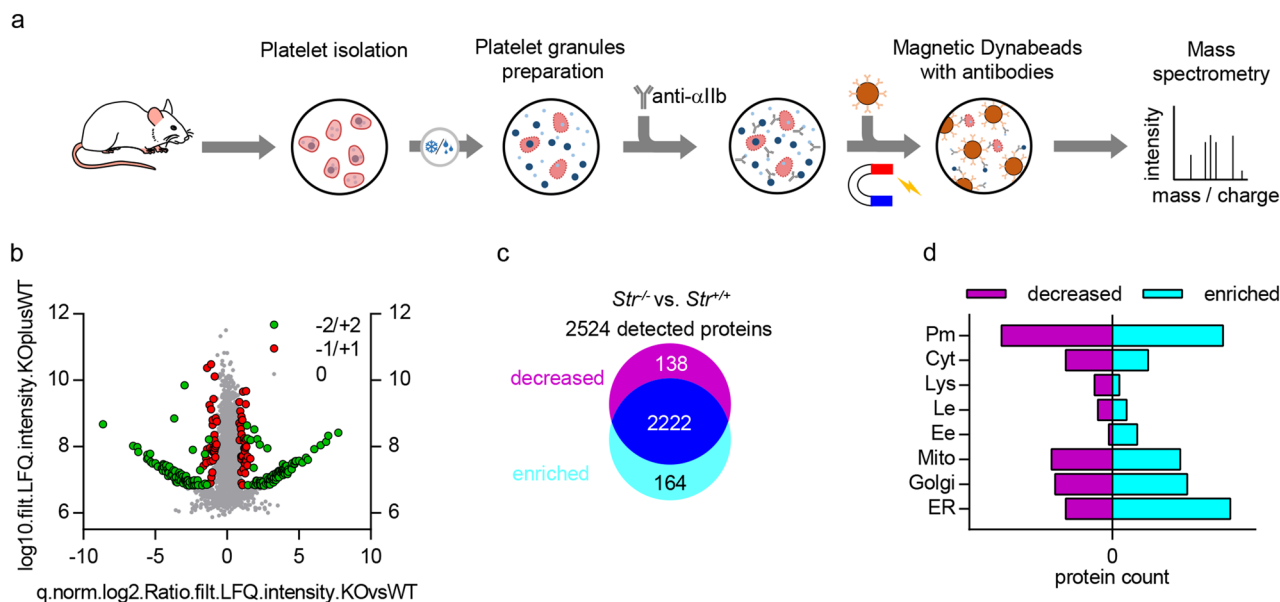 a
Platelet isolation
Platelet granules
preparation
anti-αIIb
Magnetic Dynabeads
with antibodies
Mass
spectrometry
intensity
mass / charge
b
log10.filt.LFQ.intensity.KOplusWT
12
10
8
6
12
10
8
6
-2/+2
-1/+1
0
-10 -5 0 5 10
q.norm.log2.Ratio.filt.LFQ.intensity.KOvsWT
c
Str-/- vs. Str+/+
2524 detected proteins
138
decreased
2222
enriched
164
d
decreased enriched
Pm
Cyt
Lys
Le
Ee
Mito
Golgi
ER
0
protein count